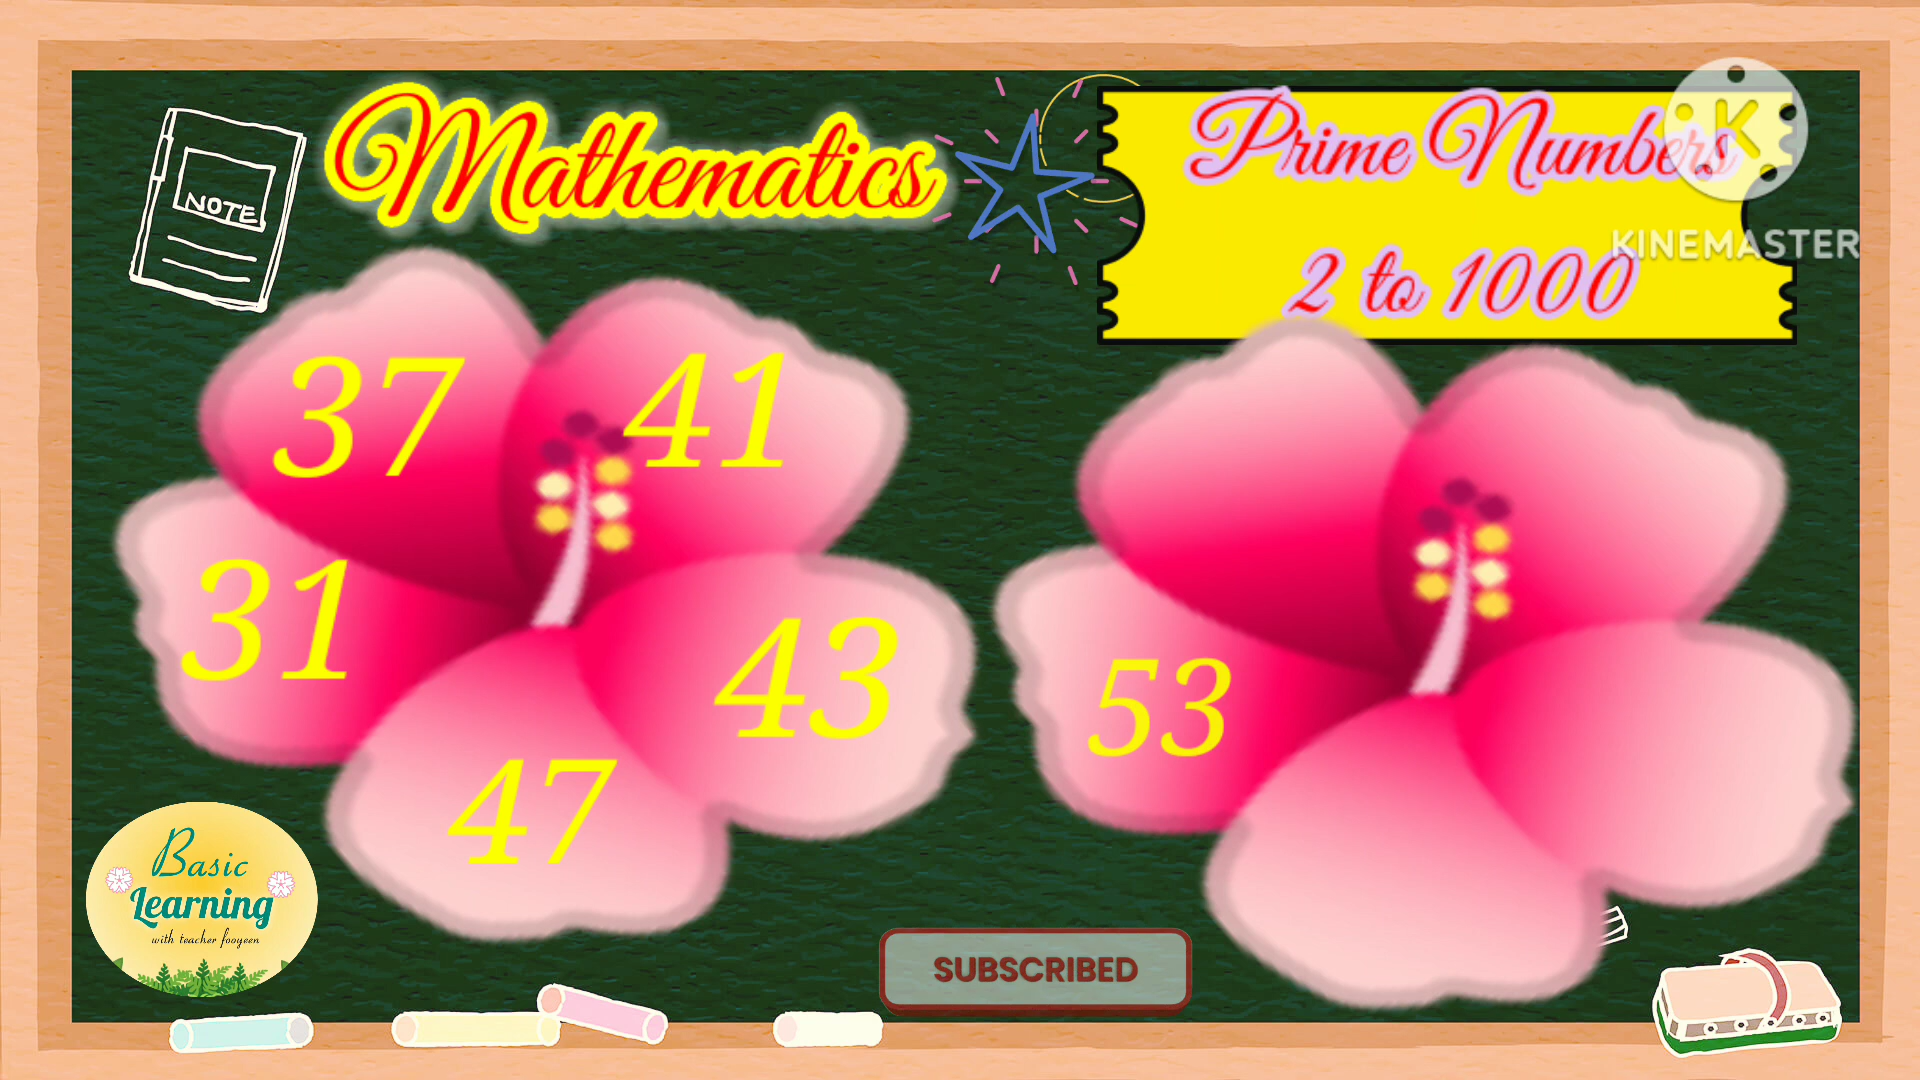 NOTE
Mathematics
Prime Numbers
2 to 1000
K
KINEMASTER
37
41
31
43
47
53
Basic
Learning
with teacher fooyeen
SUBSCRIBED